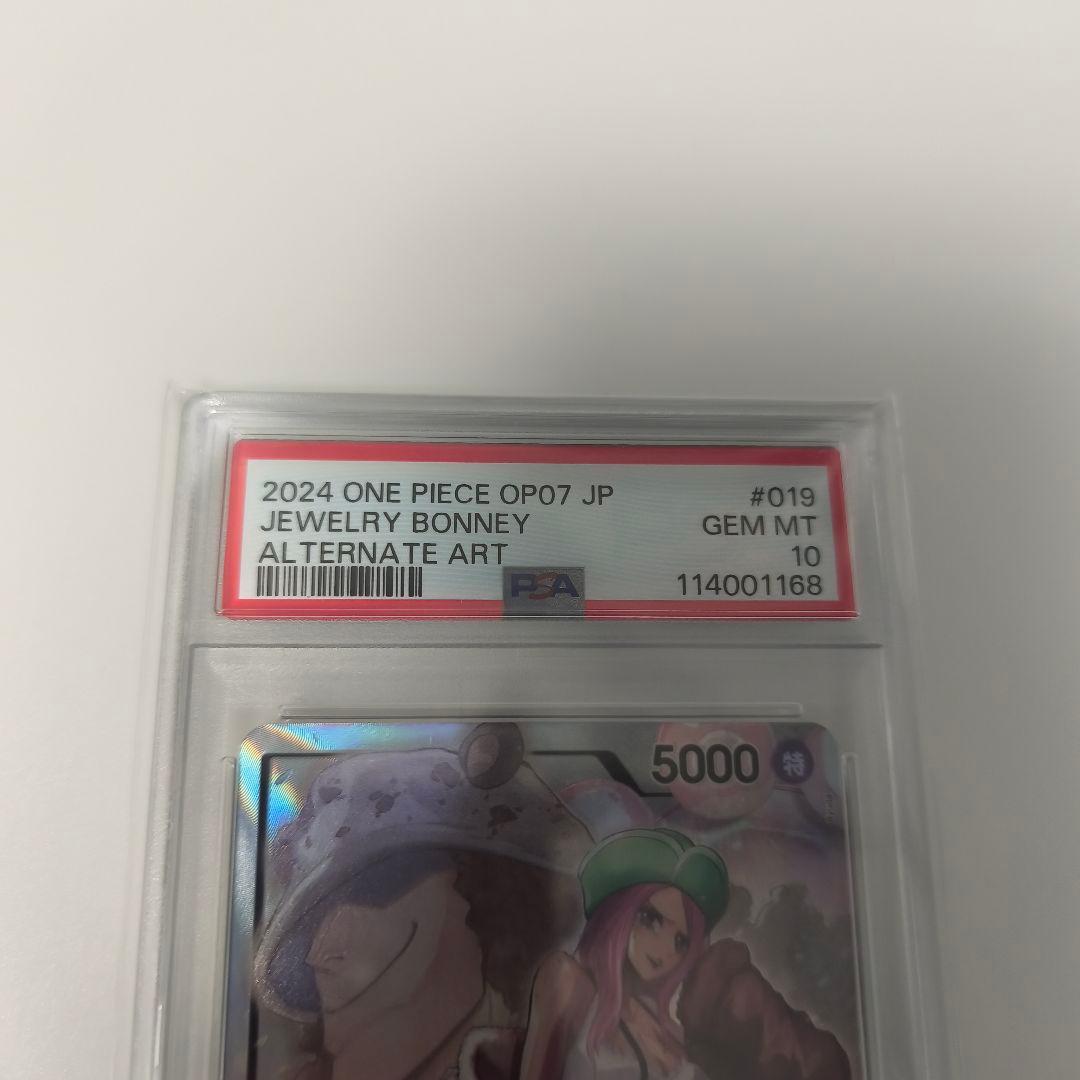 2024 ONE PIECE OP07 JP #019
JEWELRY BONNEY GEM MT
ALTERNATE ART 10
PSA 114001168
5000 特